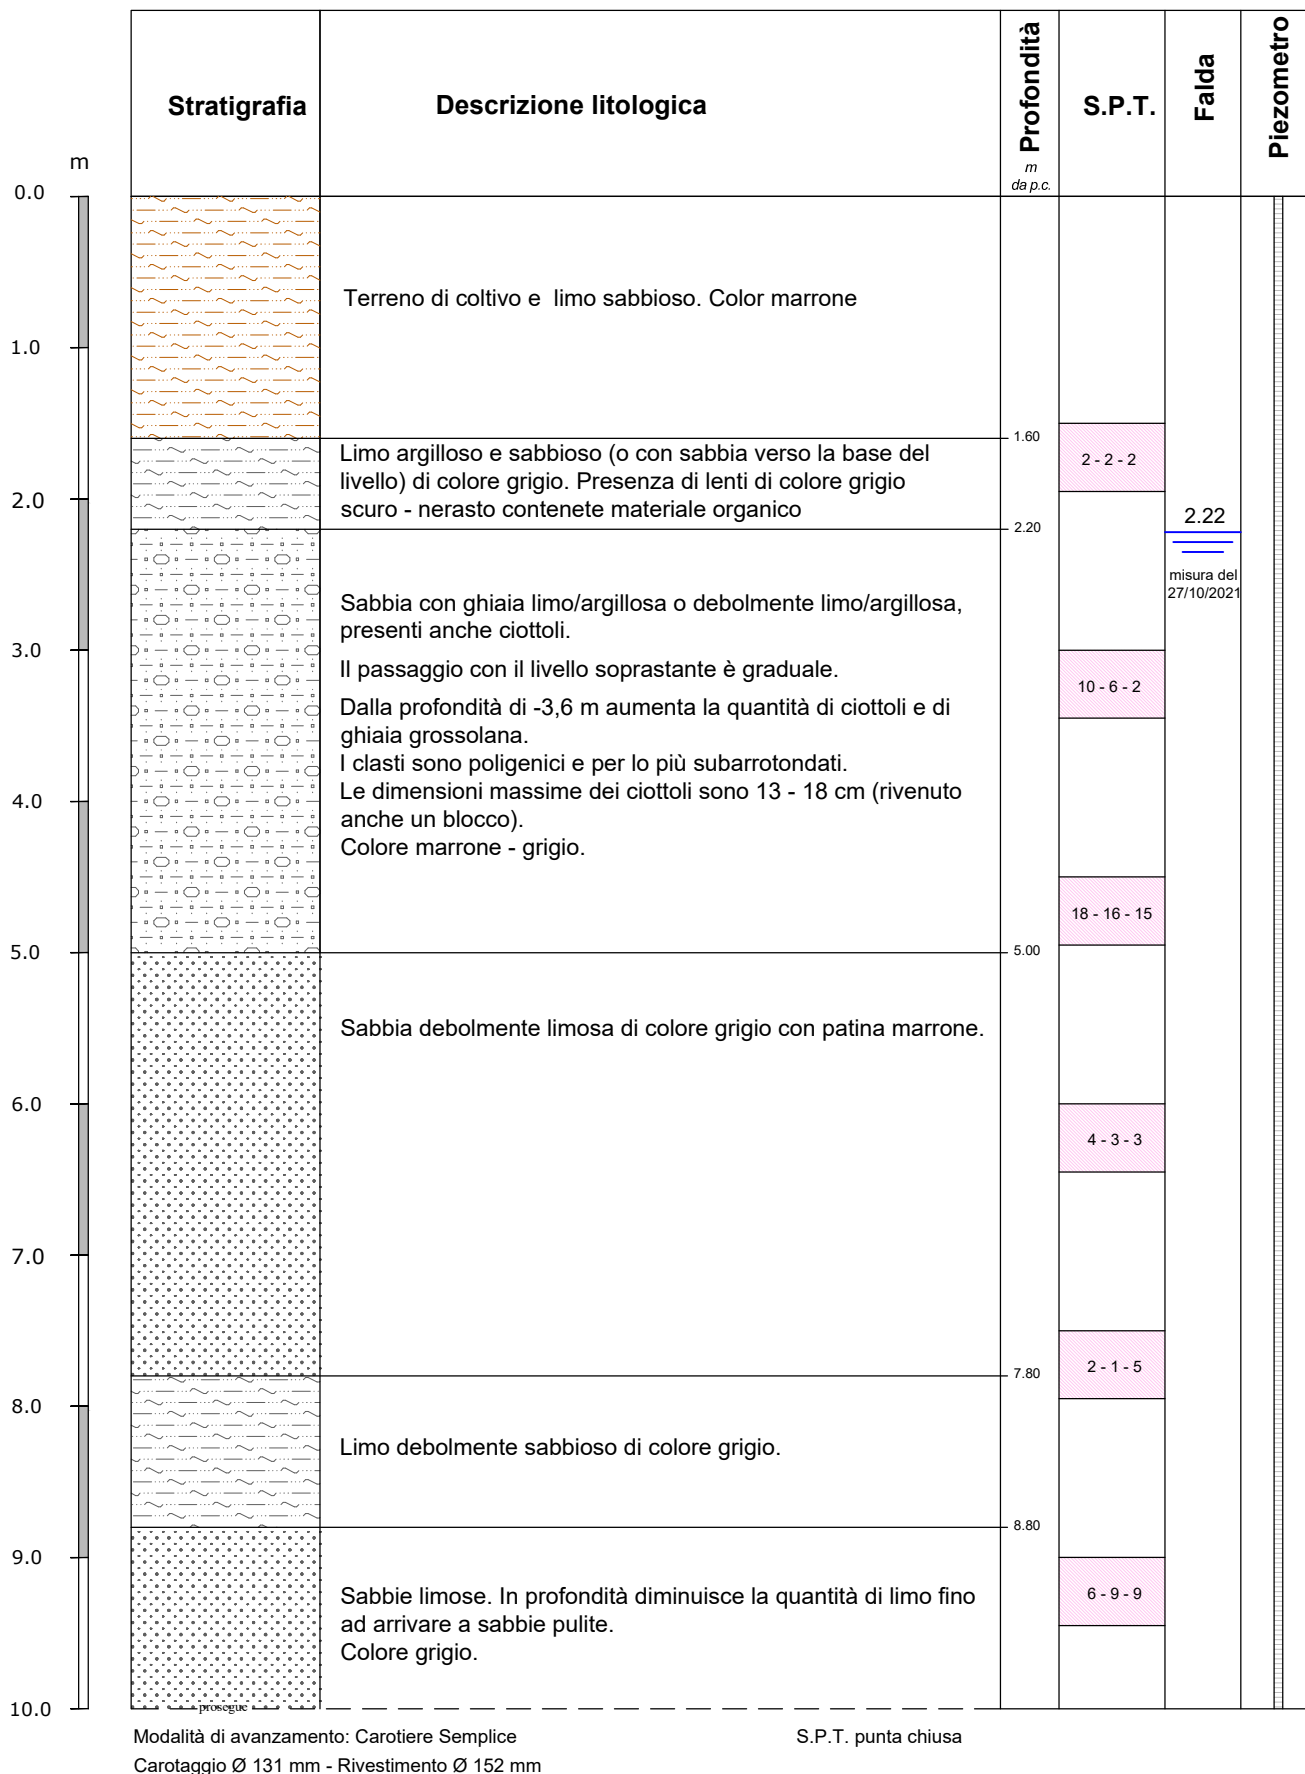 Stratigrafia
Descrizione litologica
Profondità
m
da p.c.
S.P.T.
Falda
Piezometro
m
0.0
Terreno di coltivo e limo sabbioso. Color marrone
1.0
1.60
Limo argilloso e sabbioso (o con sabbia verso la base del
livello) di colore grigio. Presenza di lenti di colore grigio
scuro - nerasto contenete materiale organico
2 - 2 - 2
2.0
2.20
2.22
misura del
27/10/2021
Sabbia con ghiaia limo/argillosa o debolmente limo/argillosa,
presenti anche ciottoli.
3.0
Il passaggio con il livello soprastante è graduale.
10 - 6 - 2
Dalla profondità di -3,6 m aumenta la quantità di ciottoli e di
ghiaia grossolana.
I clasti sono poligenici e per lo più subarrotondati.
Le dimensioni massime dei ciottoli sono 13 - 18 cm (rivenuto
anche un blocco).
Colore marrone - grigio.
4.0
18 - 16 - 15
5.0
5.00
Sabbia debolmente limosa di colore grigio con patina marrone.
6.0
4 - 3 - 3
7.0
2 - 1 - 5
7.80
8.0
Limo debolmente sabbioso di colore grigio.
8.80
9.0
Sabbie limose. In profondità diminuisce la quantità di limo fino
ad arrivare a sabbie pulite.
Colore grigio.
6 - 9 - 9
10.0
prosegue
Modalità di avanzamento: Carotiere Semplice
S.P.T. punta chiusa
Carotaggio Ø 131 mm - Rivestimento Ø 152 mm